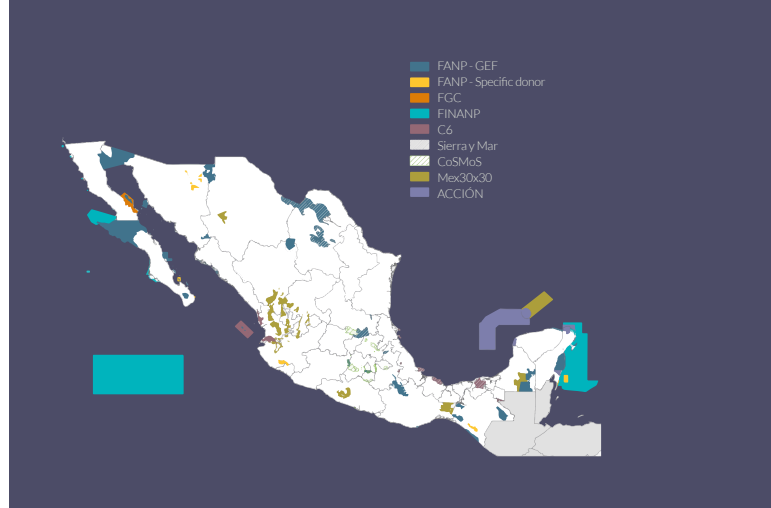 FANP - GEF
FANP - Specific donor
FGC
FINANP
C6
Sierra y Mar
CoSMoS
Mex30x30
ACCIÓN